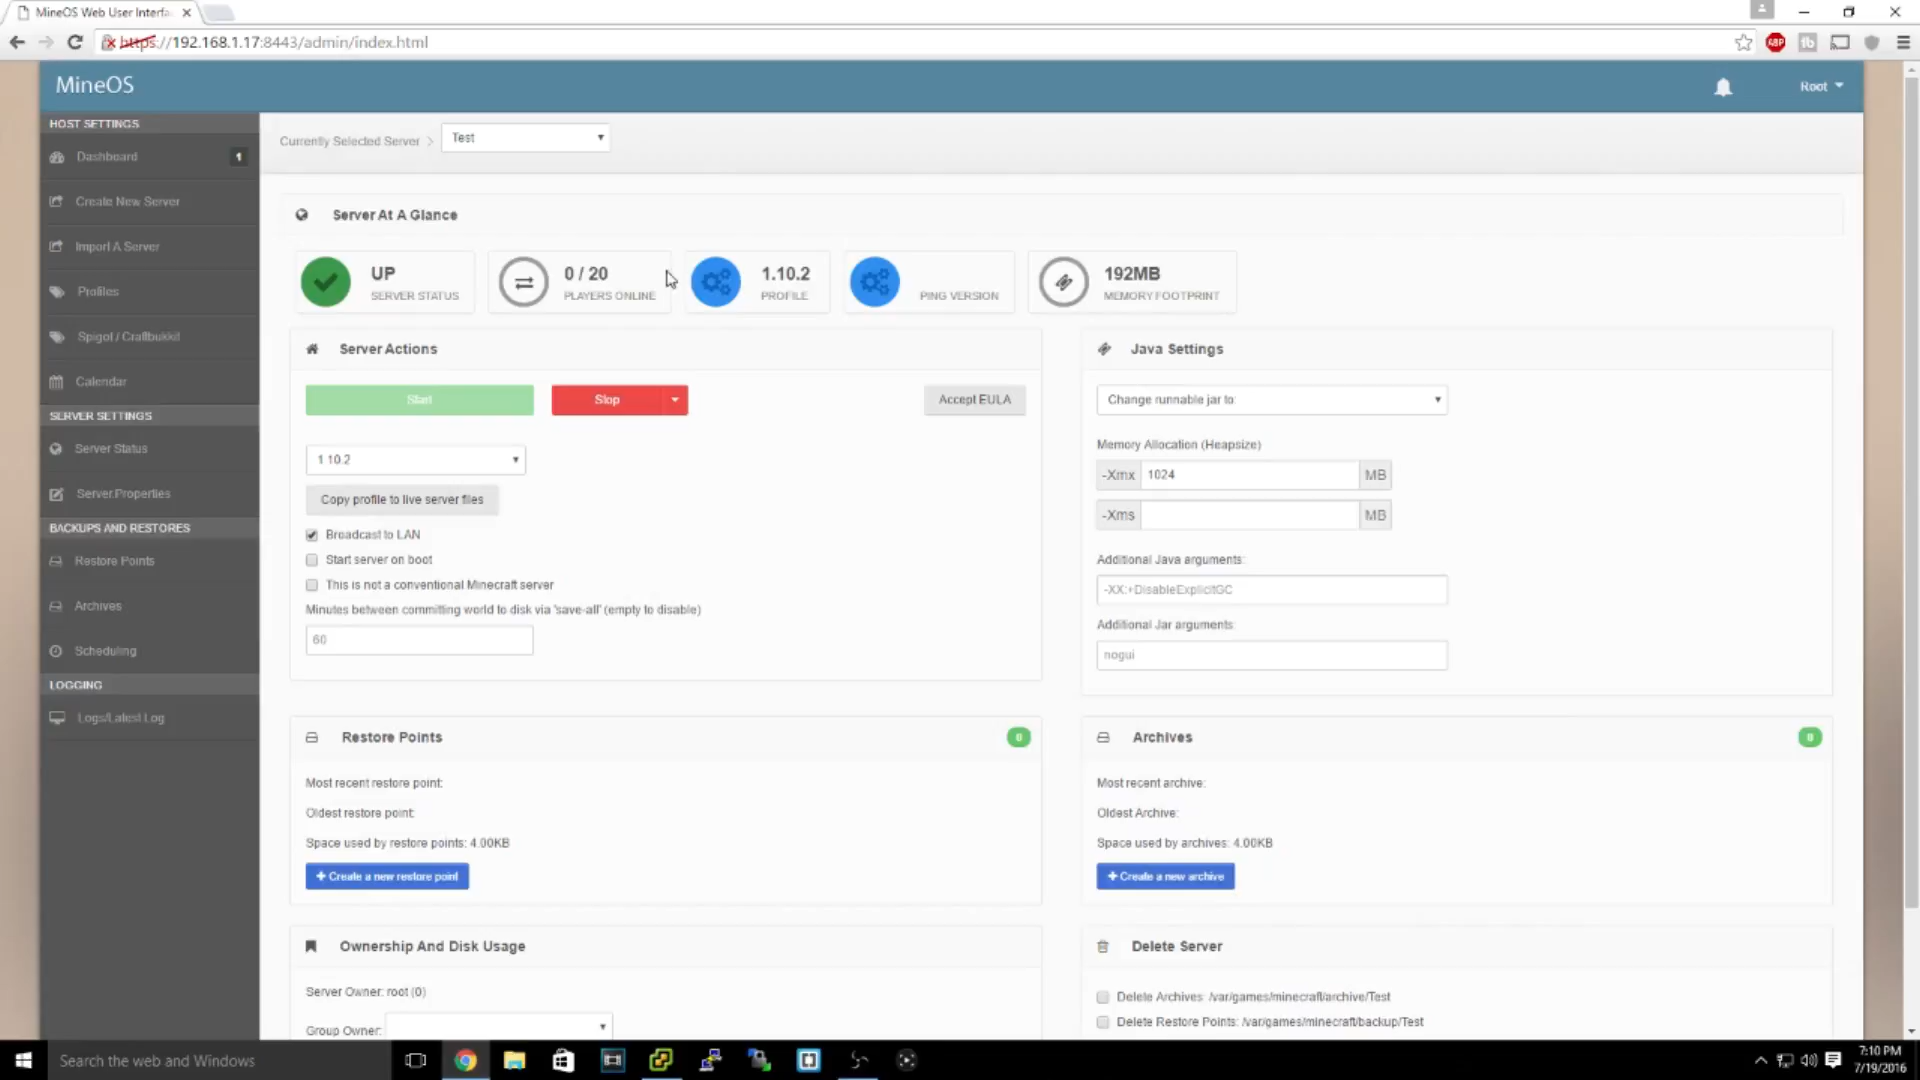 MineOS Web User Interfa
https://192.168.1.17:8443/admin/index.html
ABP
MineOS
Root
HOST SETTINGS
Dashboard 1
Create New Server
Import A Server
Profiles
Spigot / Craftbukkit
Calendar
SERVER SETTINGS
Server Status
Server.Properties
BACKUPS AND RESTORES
Restore Points
Archives
Scheduling
LOGGING
Logs/Latest.Log
Currently Selected Server > Test
Server At A Glance
UP
SERVER STATUS
0 / 20
PLAYERS ONLINE
1.10.2
PROFILE
PING VERSION
192MB
MEMORY FOOTPRINT
Server Actions
Start Stop Accept EULA
1.10.2
Copy profile to live server files
Broadcast to LAN
Start server on boot
This is not a conventional Minecraft server
Minutes between committing world to disk via 'save-all' (empty to disable)
60
Java Settings
Change runnable jar to:
Memory Allocation (Heapsize)
-Xmx 1024 MB
-Xms MB
Additional Java arguments:
-XX:+DisableExplicitGC
Additional Jar arguments:
nogui
Restore Points 0
Most recent restore point:
Oldest restore point:
Space used by restore points: 4.00KB
+ Create a new restore point
Archives 0
Most recent archive:
Oldest Archive:
Space used by archives: 4.00KB
+ Create a new archive
Ownership And Disk Usage
Server Owner: root (0)
Group Owner:
Delete Server
Delete Archives: /var/games/minecraft/archive/Test
Delete Restore Points: /var/games/minecraft/backup/Test
Search the web and Windows
7:10 PM
7/19/2016